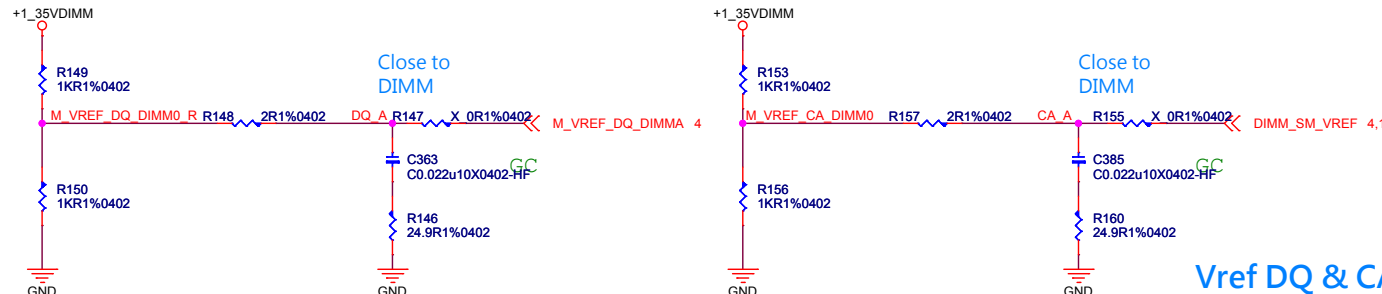 +1_35VDIMM
R149
1KR1%0402
M_VREF_DQ_DIMM0_R
R148
2R1%0402
Close to
DIMM
DQ_A
R147
X_0R1%0402
M_VREF_DQ_DIMMA 4
C363
C0.022u10X0402-HF
GC
R150
1KR1%0402
R146
24.9R1%0402
GND
GND
+1_35VDIMM
R153
1KR1%0402
M_VREF_CA_DIMM0
R157
2R1%0402
Close to
DIMM
CA_A
R155
X_0R1%0402
DIMM_SM_VREF 4,1
C385
C0.022u10X0402-HF
GC
R156
1KR1%0402
R160
24.9R1%0402
GND
GND
Vref DQ & CA